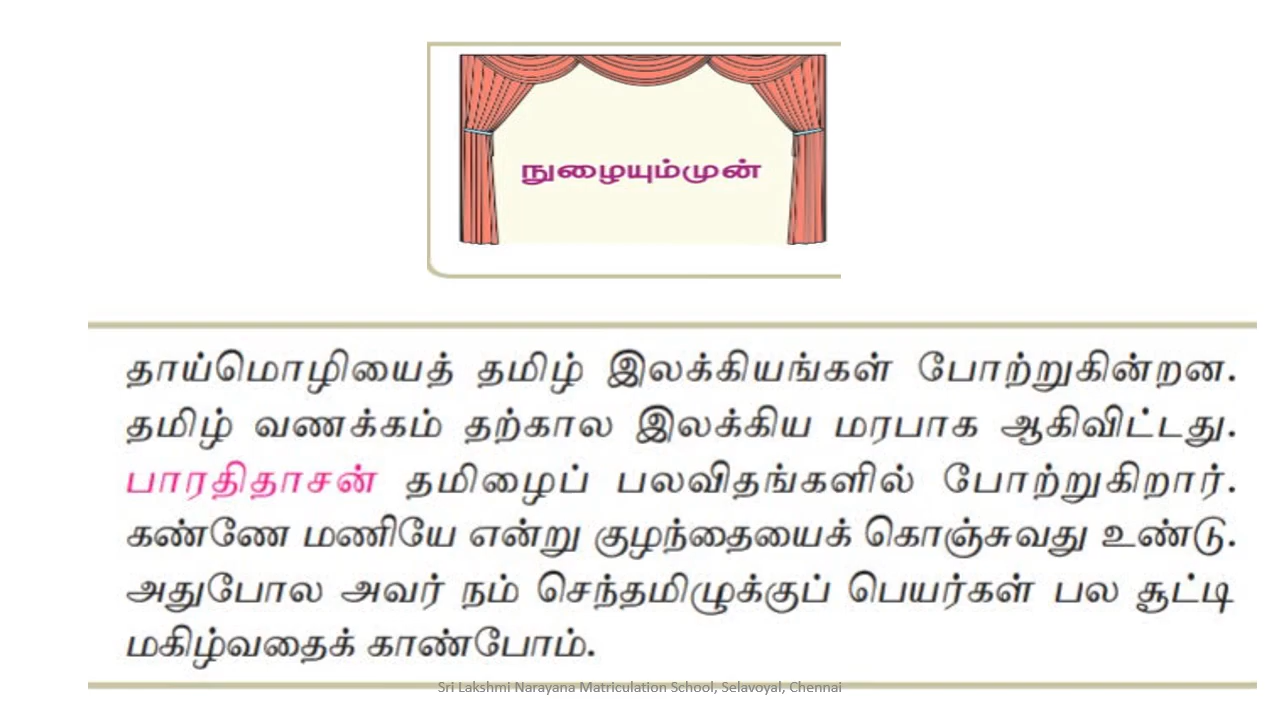 நுழையும்முன்
தாய்மொழியைத் தமிழ் இலக்கியங்கள் போற்றுகின்றன.
தமிழ் வணக்கம் தற்கால இலக்கிய மரபாக ஆகிவிட்டது.
பாரதிதாசன் தமிழைப் பலவிதங்களில் போற்றுகிறார்.
கண்ணே மணியே என்று குழந்தையைக் கொஞ்சுவது உண்டு.
அதுபோல அவர் நம் செந்தமிழுக்குப் பெயர்கள் பல சூட்டி
மகிழ்வதைக் காண்போம்.
Sri Lakshmi Narayana Matriculation School, Selavoyal, Chennai